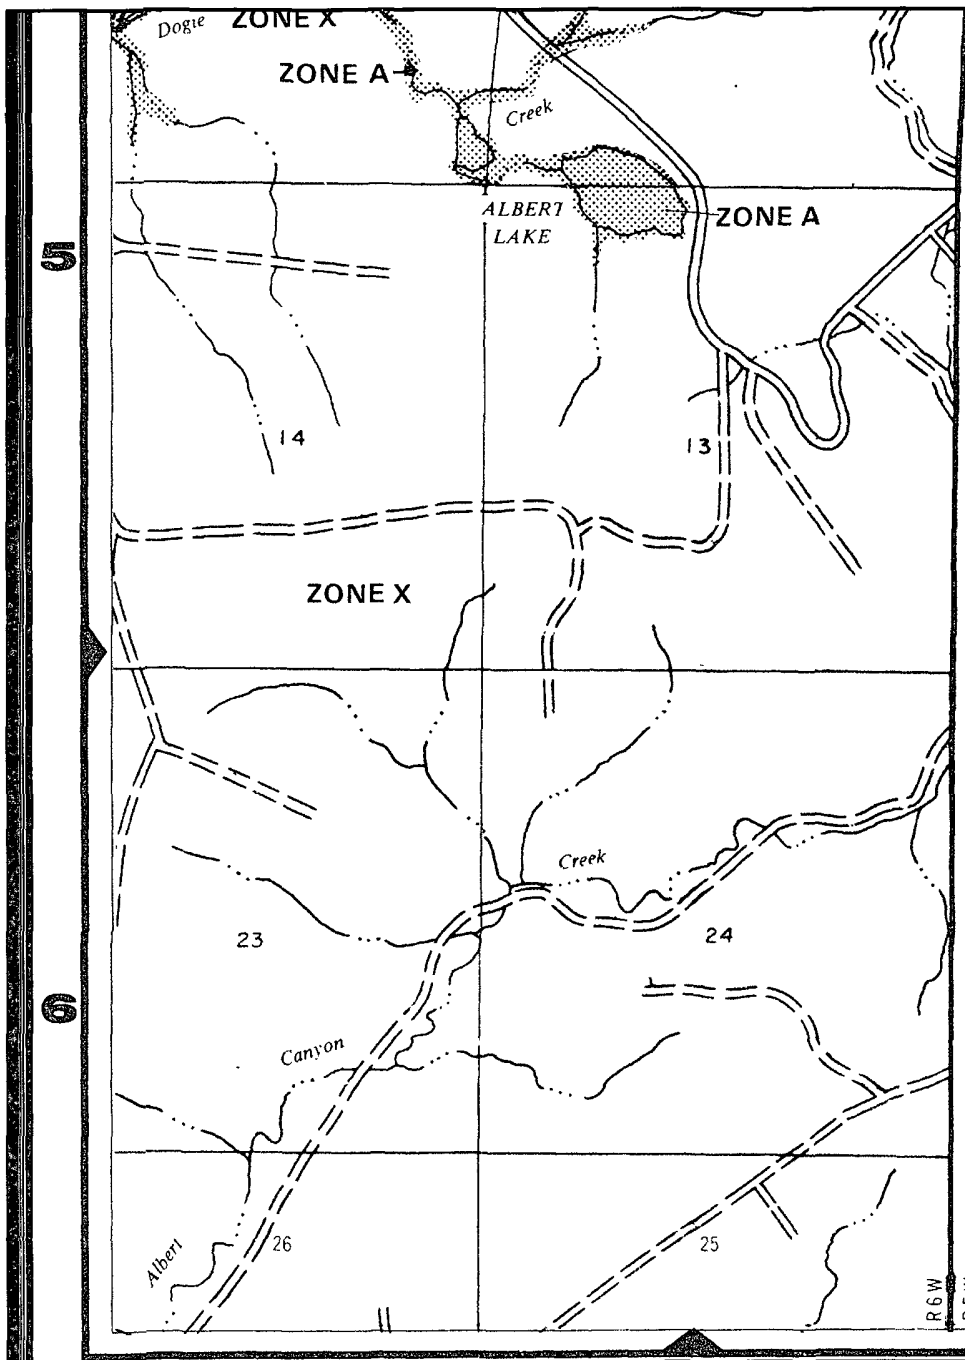 Dogie
ZONE X
ZONE A
Creek
ALBERT
LAKE
ZONE A
5
14
13
ZONE X
Creek
23
24
6
Canyon
Albert
26
25
R6W